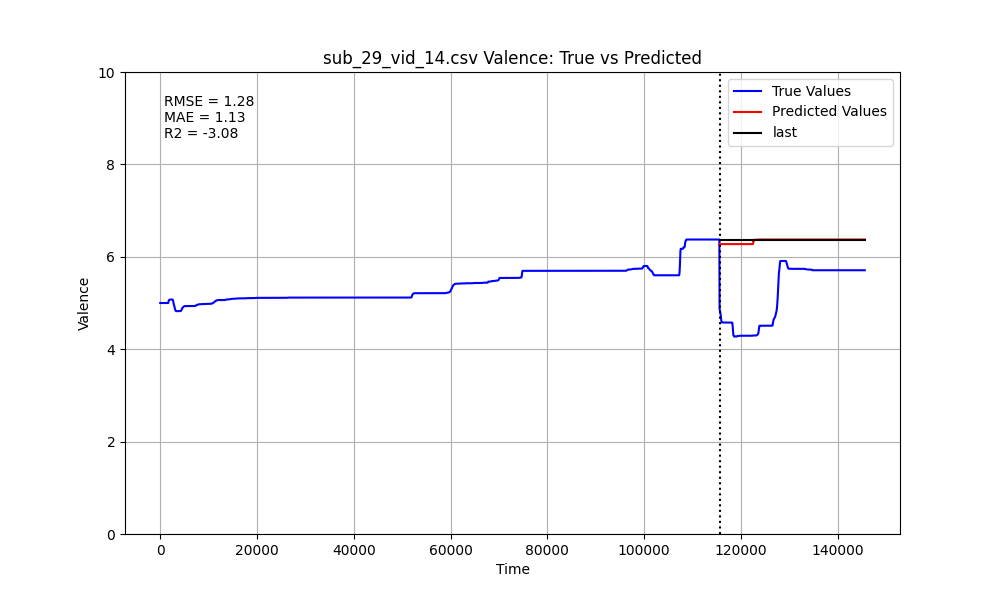 sub_29_vid_14.csv Valence: True vs Predicted
RMSE = 1.28
MAE = 1.13
R2 = -3.08
True Values
Predicted Values
last
Valence
10
8
6
4
2
0
0
20000
40000
60000
80000
100000
120000
140000
Time